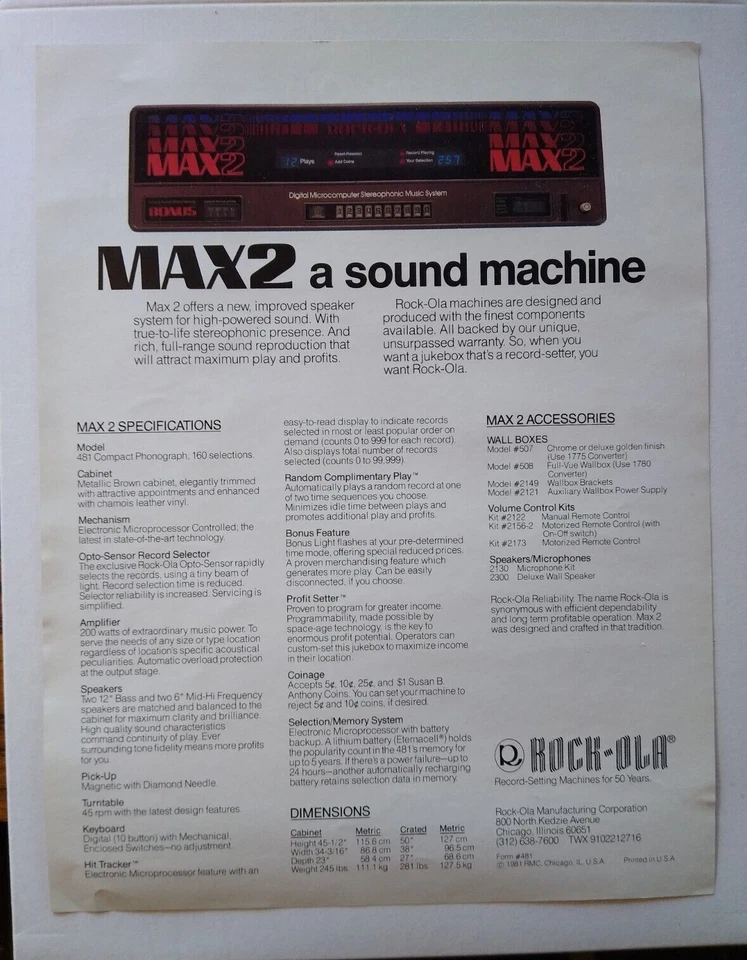 MAX2
MAX2
MAX2
MAX2
MAX2
MAX2
12 Plays
Reset/Reselect
Add Coins
Record Playing
Your Selection
257
Digital Microcomputer Stereophonic Music System
BONUS
MAX2 a sound machine
Max 2 offers a new, improved speaker
system for high-powered sound. With
true-to-life stereophonic presence. And
rich, full-range sound reproduction that
will attract maximum play and profits.
Rock-Ola machines are designed and
produced with the finest components
available. All backed by our unique,
unsurpassed warranty. So, when you
want a jukebox that's a record-setter, you
want Rock-Ola.
MAX 2 SPECIFICATIONS
Model
481 Compact Phonograph, 160 selections.
Cabinet
Metallic Brown cabinet, elegantly trimmed
with attractive appointments and enhanced
with chamois leather vinyl.
Mechanism
Electronic Microprocessor Controlled; the
latest in state-of-the-art technology.
Opto-Sensor Record Selector
The exclusive Rock-Ola Opto-Sensor rapidly
selects the records, using a tiny beam of
light. Record selection time is reduced.
Selector reliability is increased. Servicing is
simplified.
Amplifier
200 watts of extraordinary music power. To
serve the needs of any size or type location
regardless of location's specific acoustical
peculiarities. Automatic overload protection
at the output stage.
Speakers
Two 12" Bass and two 6" Mid-Hi Frequency
speakers are matched and balanced to the
cabinet for maximum clarity and brilliance.
High quality sound characteristics
command continuity of play. Ever
surrounding tone fidelity means more profits
for you.
Pick-Up
Magnetic with Diamond Needle.
Turntable
45 rpm with the latest design features.
Keyboard
Digital (10 button) with Mechanical,
Enclosed Switches—no adjustment.
Hit Tracker™
Electronic Microprocessor feature with an
easy-to-read display to indicate records
selected in most or least popular order on
demand (counts 0 to 999 for each record).
Also displays total number of records
selected (counts 0 to 99,999).
Random Complimentary Play™
Automatically plays a random record at one
of two time sequences you choose.
Minimizes idle time between plays and
promotes additional play and profits.
Bonus Feature
Bonus Light flashes at your pre-determined
time mode, offering special reduced prices.
A proven merchandising feature which
generates more play. Can be easily
disconnected, if you choose.
Profit Setter™
Proven to program for greater income.
Programmability, made possible by
space-age technology, is the key to
enormous profit potential. Operators can
custom-set this jukebox to maximize income
in their location.
Coinage
Accepts 5¢, 10¢, 25¢, and $1 Susan B.
Anthony Coins. You can set your machine to
reject 5¢ and 10¢ coins, if desired.
Selection/Memory System
Electronic Microprocessor with battery
backup. A lithium battery (Eternacell®) holds
the popularity count in the 481's memory for
up to 5 years. If there's a power failure—up to
24 hours—another automatically recharging
battery retains selection data in memory.
DIMENSIONS
Cabinet Metric Crated Metric
Height 45-1/2" 115.6 cm 50" 127 cm
Width 34-3/16" 86.8 cm 38" 96.5 cm
Depth 23" 58.4 cm 27" 68.6 cm
Weight 245 lbs. 111.1 kg 281 lbs. 127.5 kg
MAX 2 ACCESSORIES
WALL BOXES
Model #507 Chrome or deluxe golden finish
(Use 1775 Converter)
Model #508 Full-Vue Wallbox (Use 1780
Converter)
Model #2149 Wallbox Brackets
Model #2121 Auxiliary Wallbox Power Supply
Volume Control Kits
Kit #2122 Manual Remote Control
Kit #2156-2 Motorized Remote Control (with
On-Off switch)
Kit #2173 Motorized Remote Control
Speakers/Microphones
2130 Microphone Kit
2300 Deluxe Wall Speaker
Rock-Ola Reliability. The name Rock-Ola is
synonymous with efficient dependability
and long term profitable operation. Max 2
was designed and crafted in that tradition.
R ROCK-OLA®
Record-Setting Machines for 50 Years.
Rock-Ola Manufacturing Corporation
800 North Kedzie Avenue
Chicago, Illinois 60651
(312) 638-7600 TWX 9102212716
Form #481
© 1981 RMC, Chicago, IL U.S.A. Printed in U.S.A.